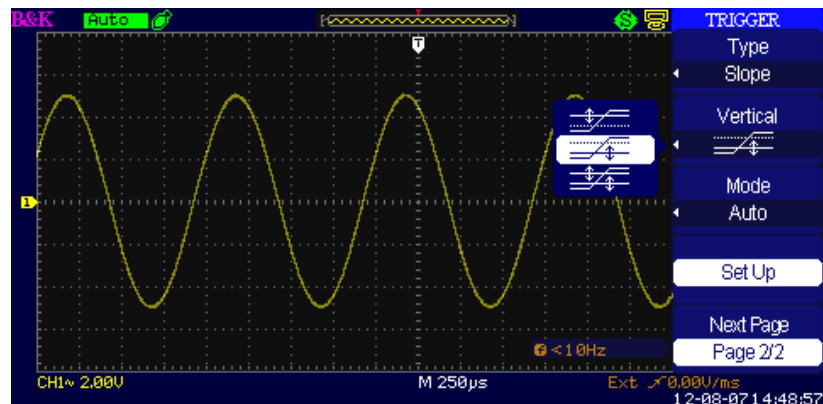 B&K Auto S TRIGGER
T
Type
Slope
Vertical
Mode
Auto
1
Set Up
Next Page
Page 2/2
f <10Hz
CH1~ 2.00V M 250µs Ext 0.00V/ms
12-08-07 14:48:57